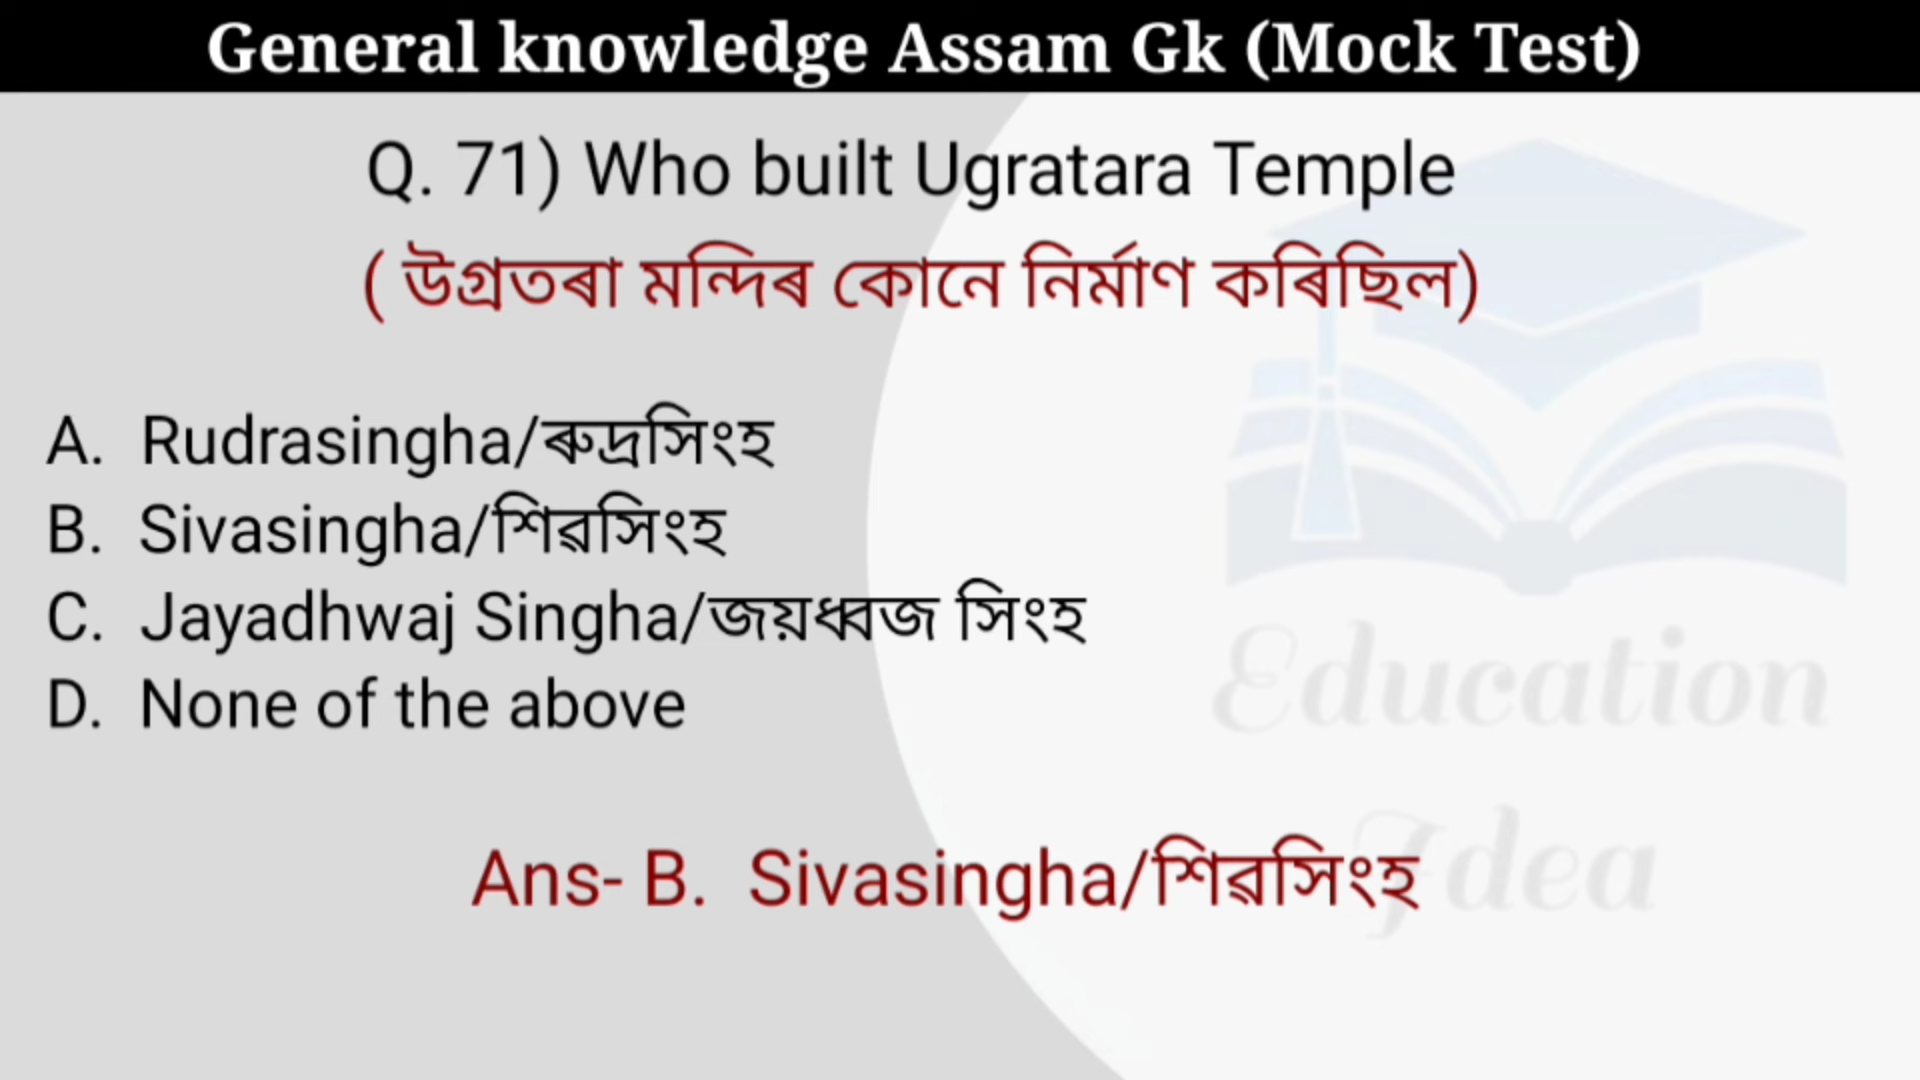 General knowledge Assam Gk (Mock Test)
Q. 71) Who built Ugratara Temple
( উগ্ৰতৰা মন্দিৰ কোনে নিৰ্মাণ কৰিছিল)
A. Rudrasingha/ৰুদ্ৰসিংহ
B. Sivasingha/শিৱসিংহ
C. Jayadhwaj Singha/জয়ধ্বজ সিংহ
D. None of the above
Education
Idea
Ans- B. Sivasingha/শিৱসিংহ